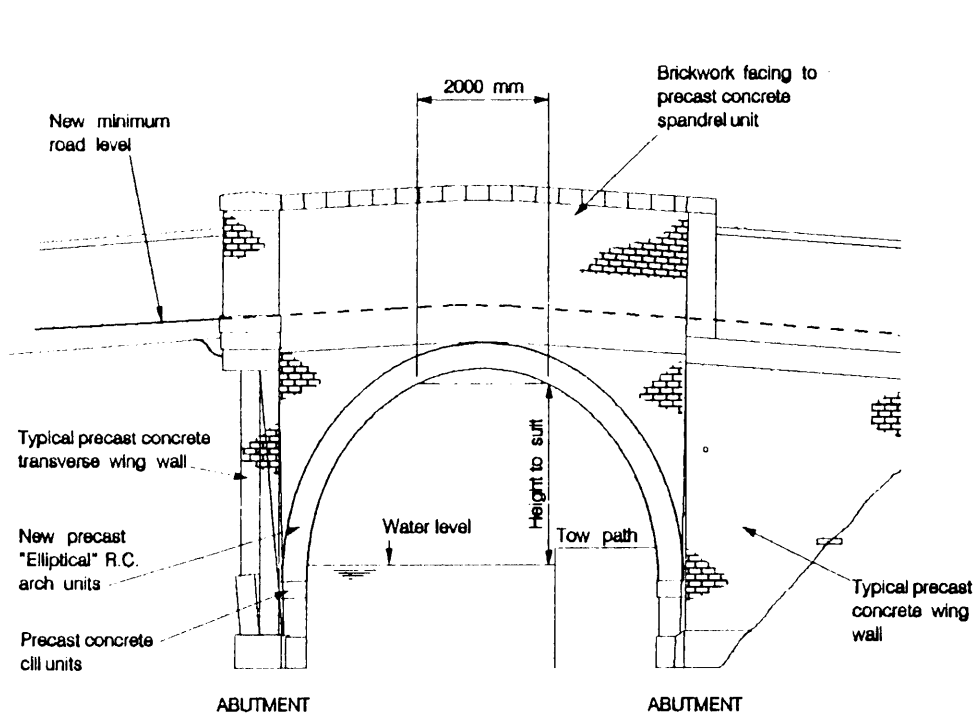 2000 mm
Brickwork facing to
precast concrete
spandrel unit
New minimum
road level
Typical precast concrete
transverse wing wall
Height to suit
Water level
Tow path
New precast
"Elliptical" R.C.
arch units
Typical precast
concrete wing
wall
Precast concrete
cill units
ABUTMENT
ABUTMENT